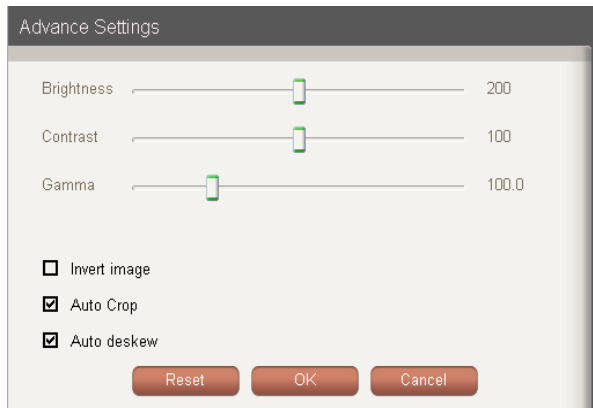 Advance Settings
Brightness 200
Contrast 100
Gamma 100.0
Invert image
Auto Crop
Auto deskew
Reset OK Cancel